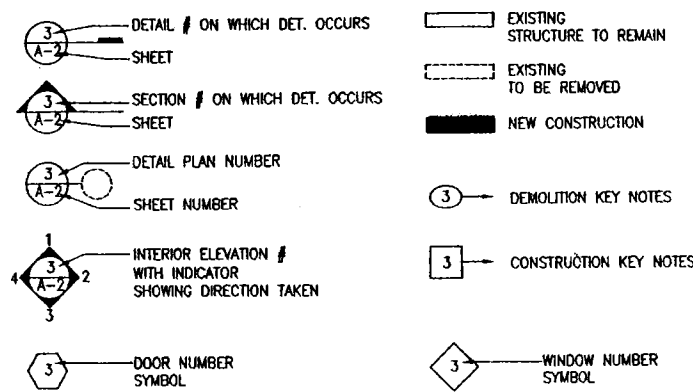 3
A-2
DETAIL # ON WHICH DET. OCCURS
SHEET
3
A-2
SECTION # ON WHICH DET. OCCURS
SHEET
3
A-2
DETAIL PLAN NUMBER
SHEET NUMBER
1
4
3
A-2
2
3
INTERIOR ELEVATION #
WITH INDICATOR
SHOWING DIRECTION TAKEN
3
DOOR NUMBER
SYMBOL
EXISTING
STRUCTURE TO REMAIN
EXISTING
TO BE REMOVED
NEW CONSTRUCTION
3
DEMOLITION KEY NOTES
3
CONSTRUCTION KEY NOTES
3
WINDOW NUMBER
SYMBOL